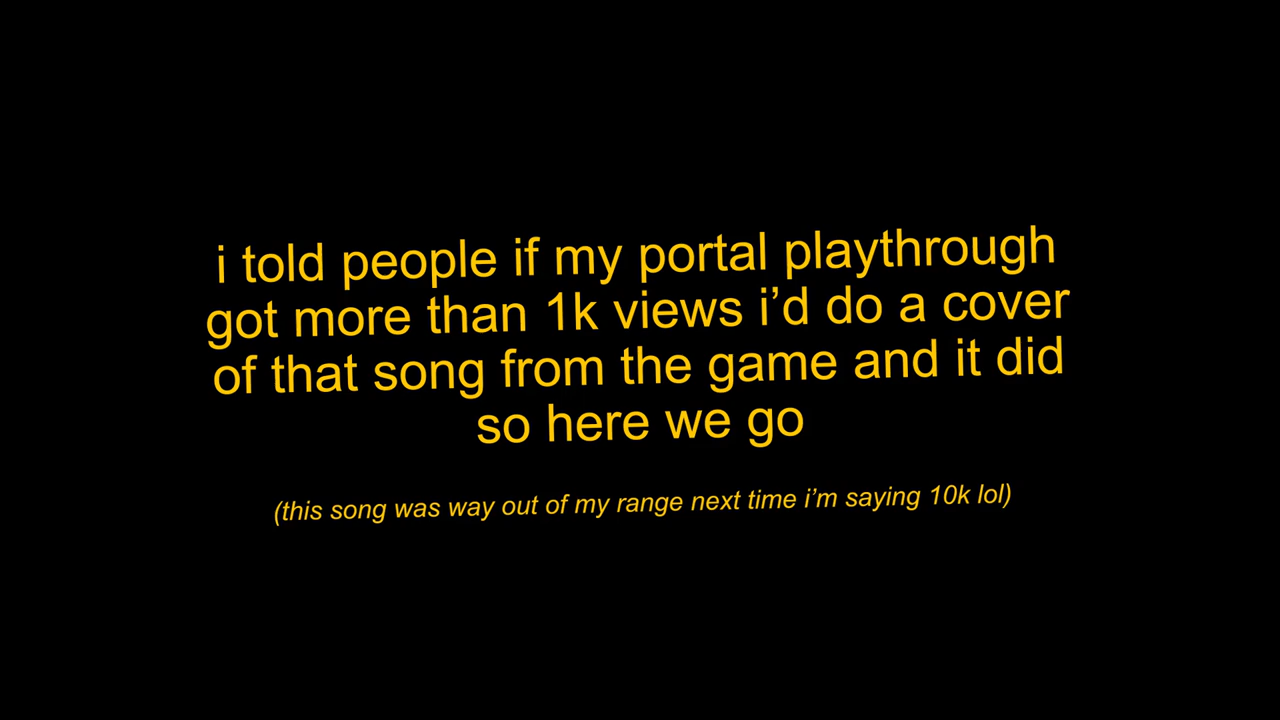 i told people if my portal playthrough
got more than 1k views i’d do a cover
of that song from the game and it did
so here we go
(this song was way out of my range next time i’m saying 10k lol)